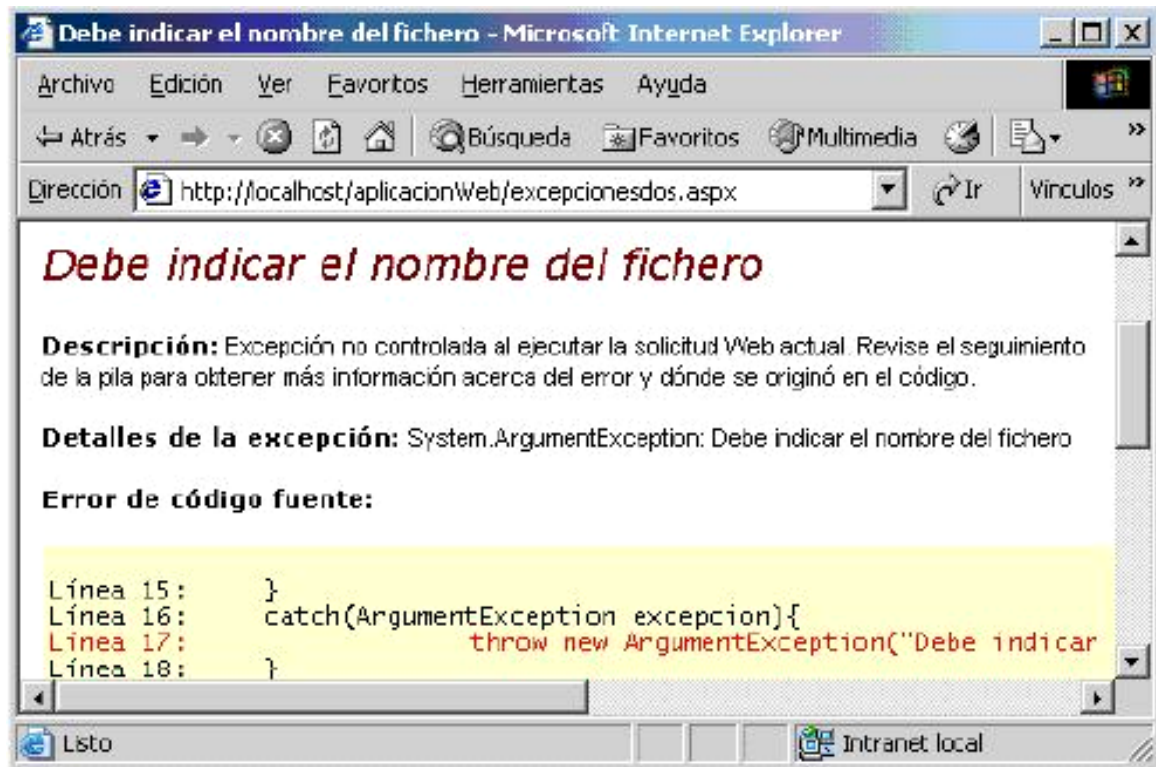 Debe indicar el nombre del fichero - Microsoft Internet Explorer
Archivo Edición Ver Favoritos Herramientas Ayuda
Atrás Búsqueda Favoritos Multimedia »
Dirección http://localhost/aplicacionWeb/excepcionesdos.aspx Ir Vínculos »
Debe indicar el nombre del fichero
Descripción: Excepción no controlada al ejecutar la solicitud Web actual. Revise el seguimiento
de la pila para obtener más información acerca del error y dónde se originó en el código.
Detalles de la excepción: System.ArgumentException: Debe indicar el nombre del fichero
Error de código fuente:
Línea 15: }
Línea 16: catch(ArgumentException excepcion){
Línea 17: throw new ArgumentException("Debe indicar
Línea 18: }
Listo Intranet local